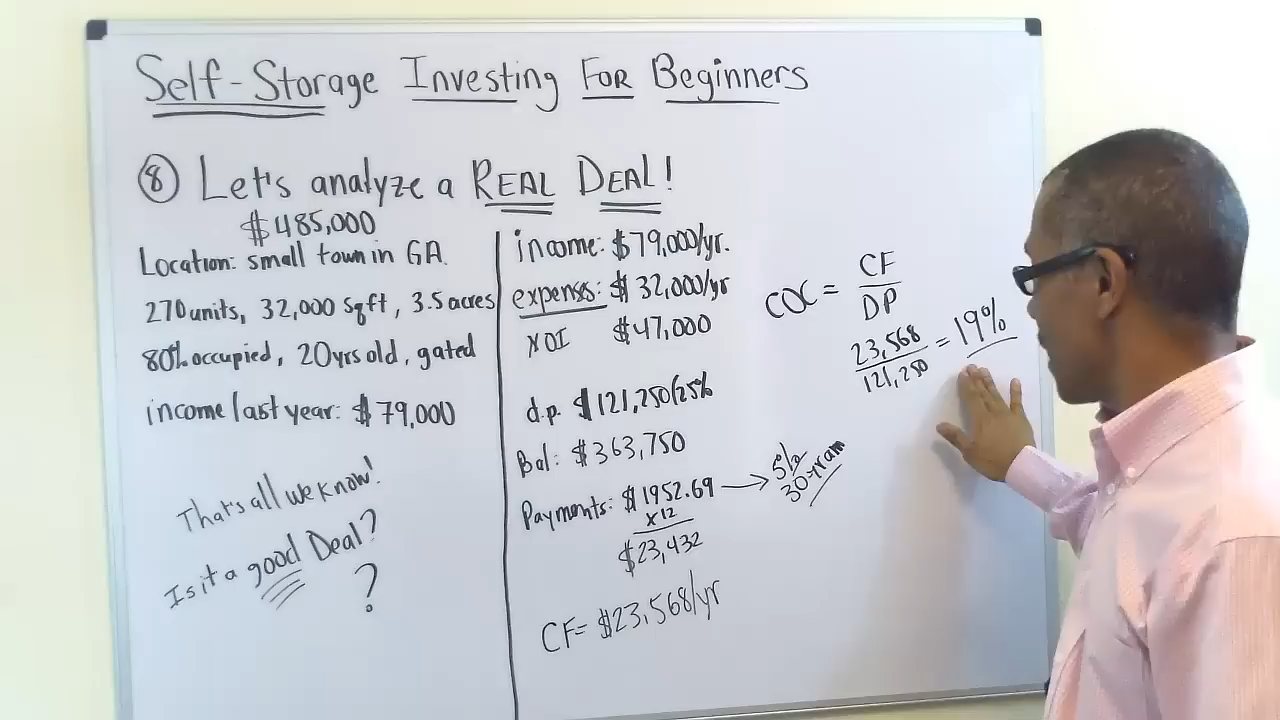 Self-Storage Investing For Beginners
⑧ Let's analyze a REAL DEAL!
$485,000
Location: small town in GA.
270 units, 32,000 sqft, 3.5 acres
80% occupied, 20 yrs old, gated
income last year: $79,000
That's all we know!
Is it a good Deal?
?
income: $79,000/yr.
expenses: $32,000/yr
NOI $47,000
d.p. $121,250/25%
Bal: $363,750
Payments: $1952.69 → 5%
30 yr am
x12
$23,432
CF= $23,568/yr
COC = CF
DP
23,568 = 19%
121,250